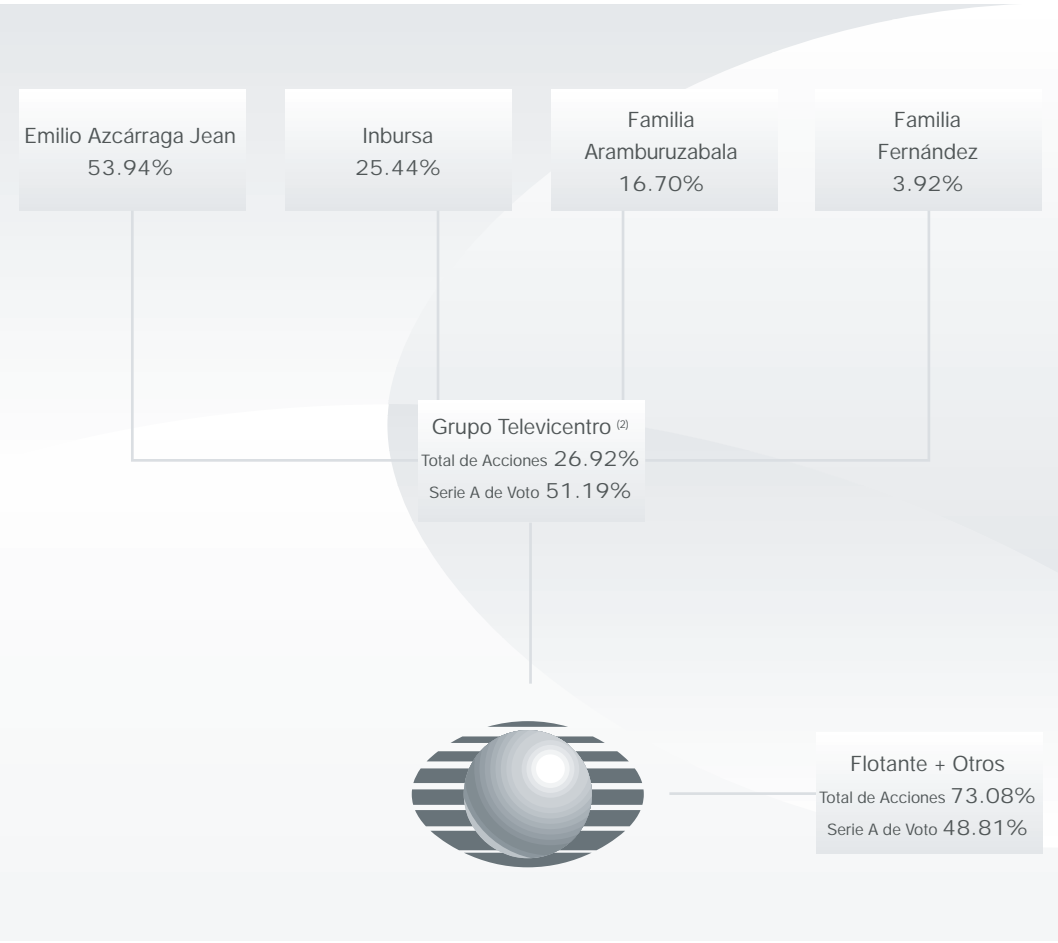 Emilio Azcárraga Jean
53.94%
Inbursa
25.44%
Familia
Aramburuzabala
16.70%
Familia
Fernández
3.92%
Grupo Televicentro (2)
Total de Acciones 26.92%
Serie A de Voto 51.19%
Flotante + Otros
Total de Acciones 73.08%
Serie A de Voto 48.81%